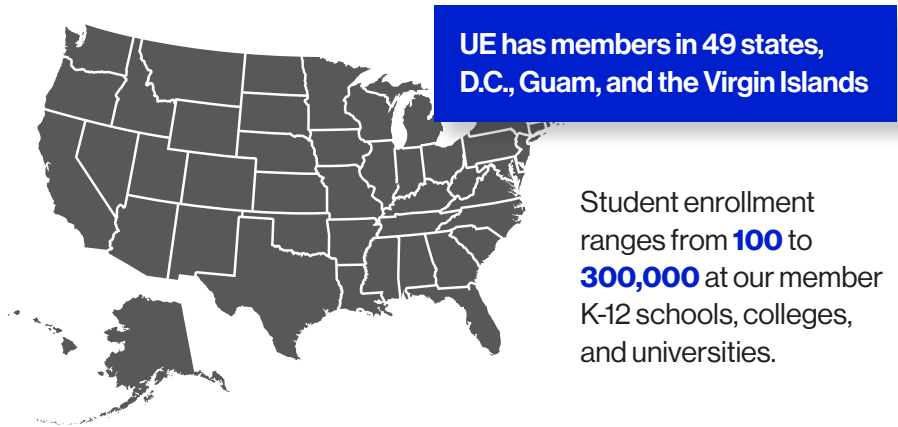 UE has members in 49 states,
D.C., Guam, and the Virgin Islands
Student enrollment
ranges from 100 to
300,000 at our member
K-12 schools, colleges,
and universities.